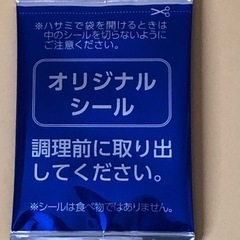 ※ハサミで袋を開けるときは
中のシールを切らないように
ご注意ください。
オリジナル
シール
調理前に取り出
してください。
※シールは食べ物ではありません。